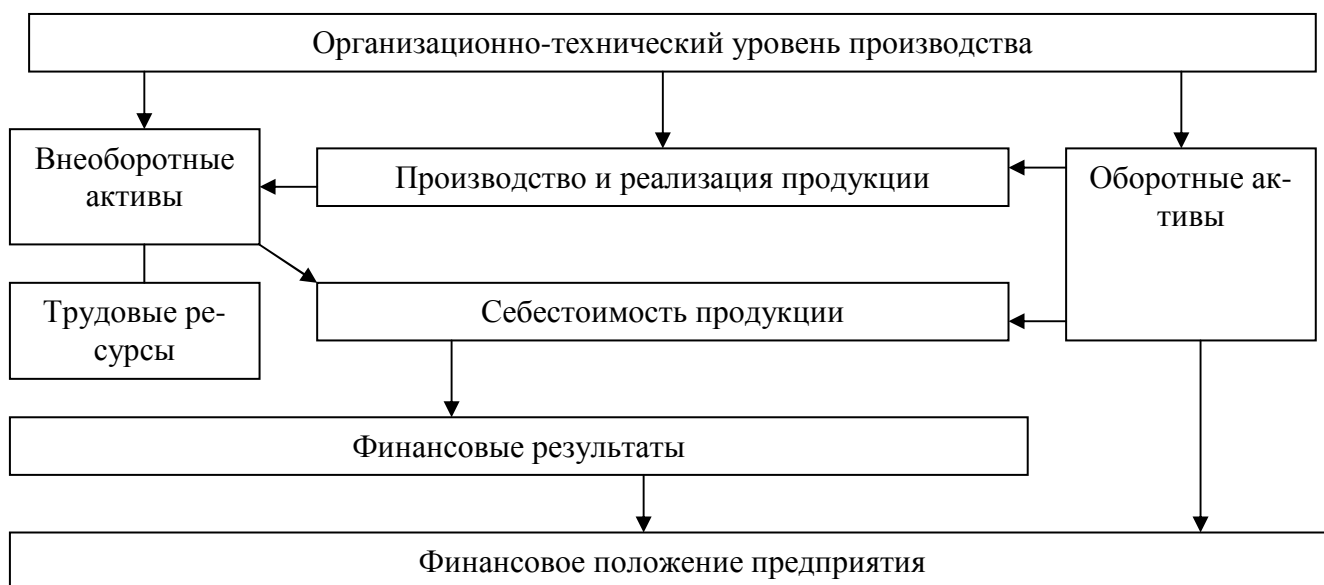 Организационно-технический уровень производства
Внеоборотные
активы
Производство и реализация продукции
Оборотные ак-
тивы
Трудовые ре-
сурсы
Себестоимость продукции
Финансовые результаты
Финансовое положение предприятия